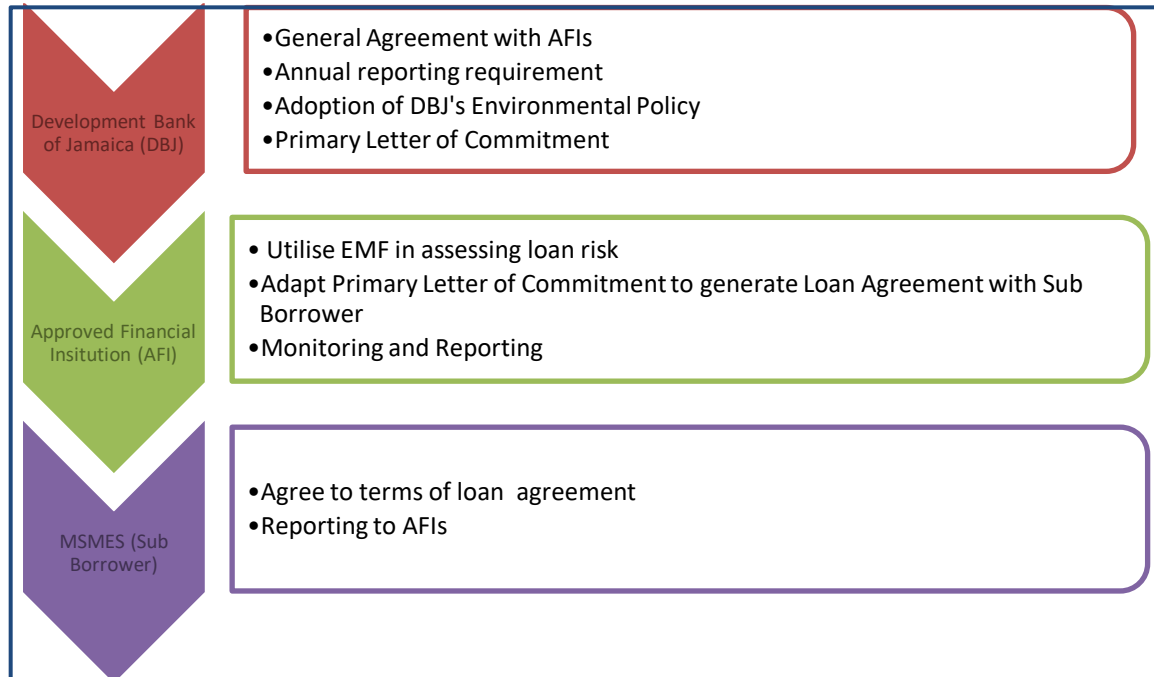 Development Bank
of Jamaica (DBJ)
•General Agreement with AFIs
•Annual reporting requirement
•Adoption of DBJ's Environmental Policy
•Primary Letter of Commitment
Approved Financial
Insitution (AFI)
• Utilise EMF in assessing loan risk
•Adapt Primary Letter of Commitment to generate Loan Agreement with Sub
Borrower
•Monitoring and Reporting
MSMES (Sub
Borrower)
•Agree to terms of loan agreement
•Reporting to AFIs